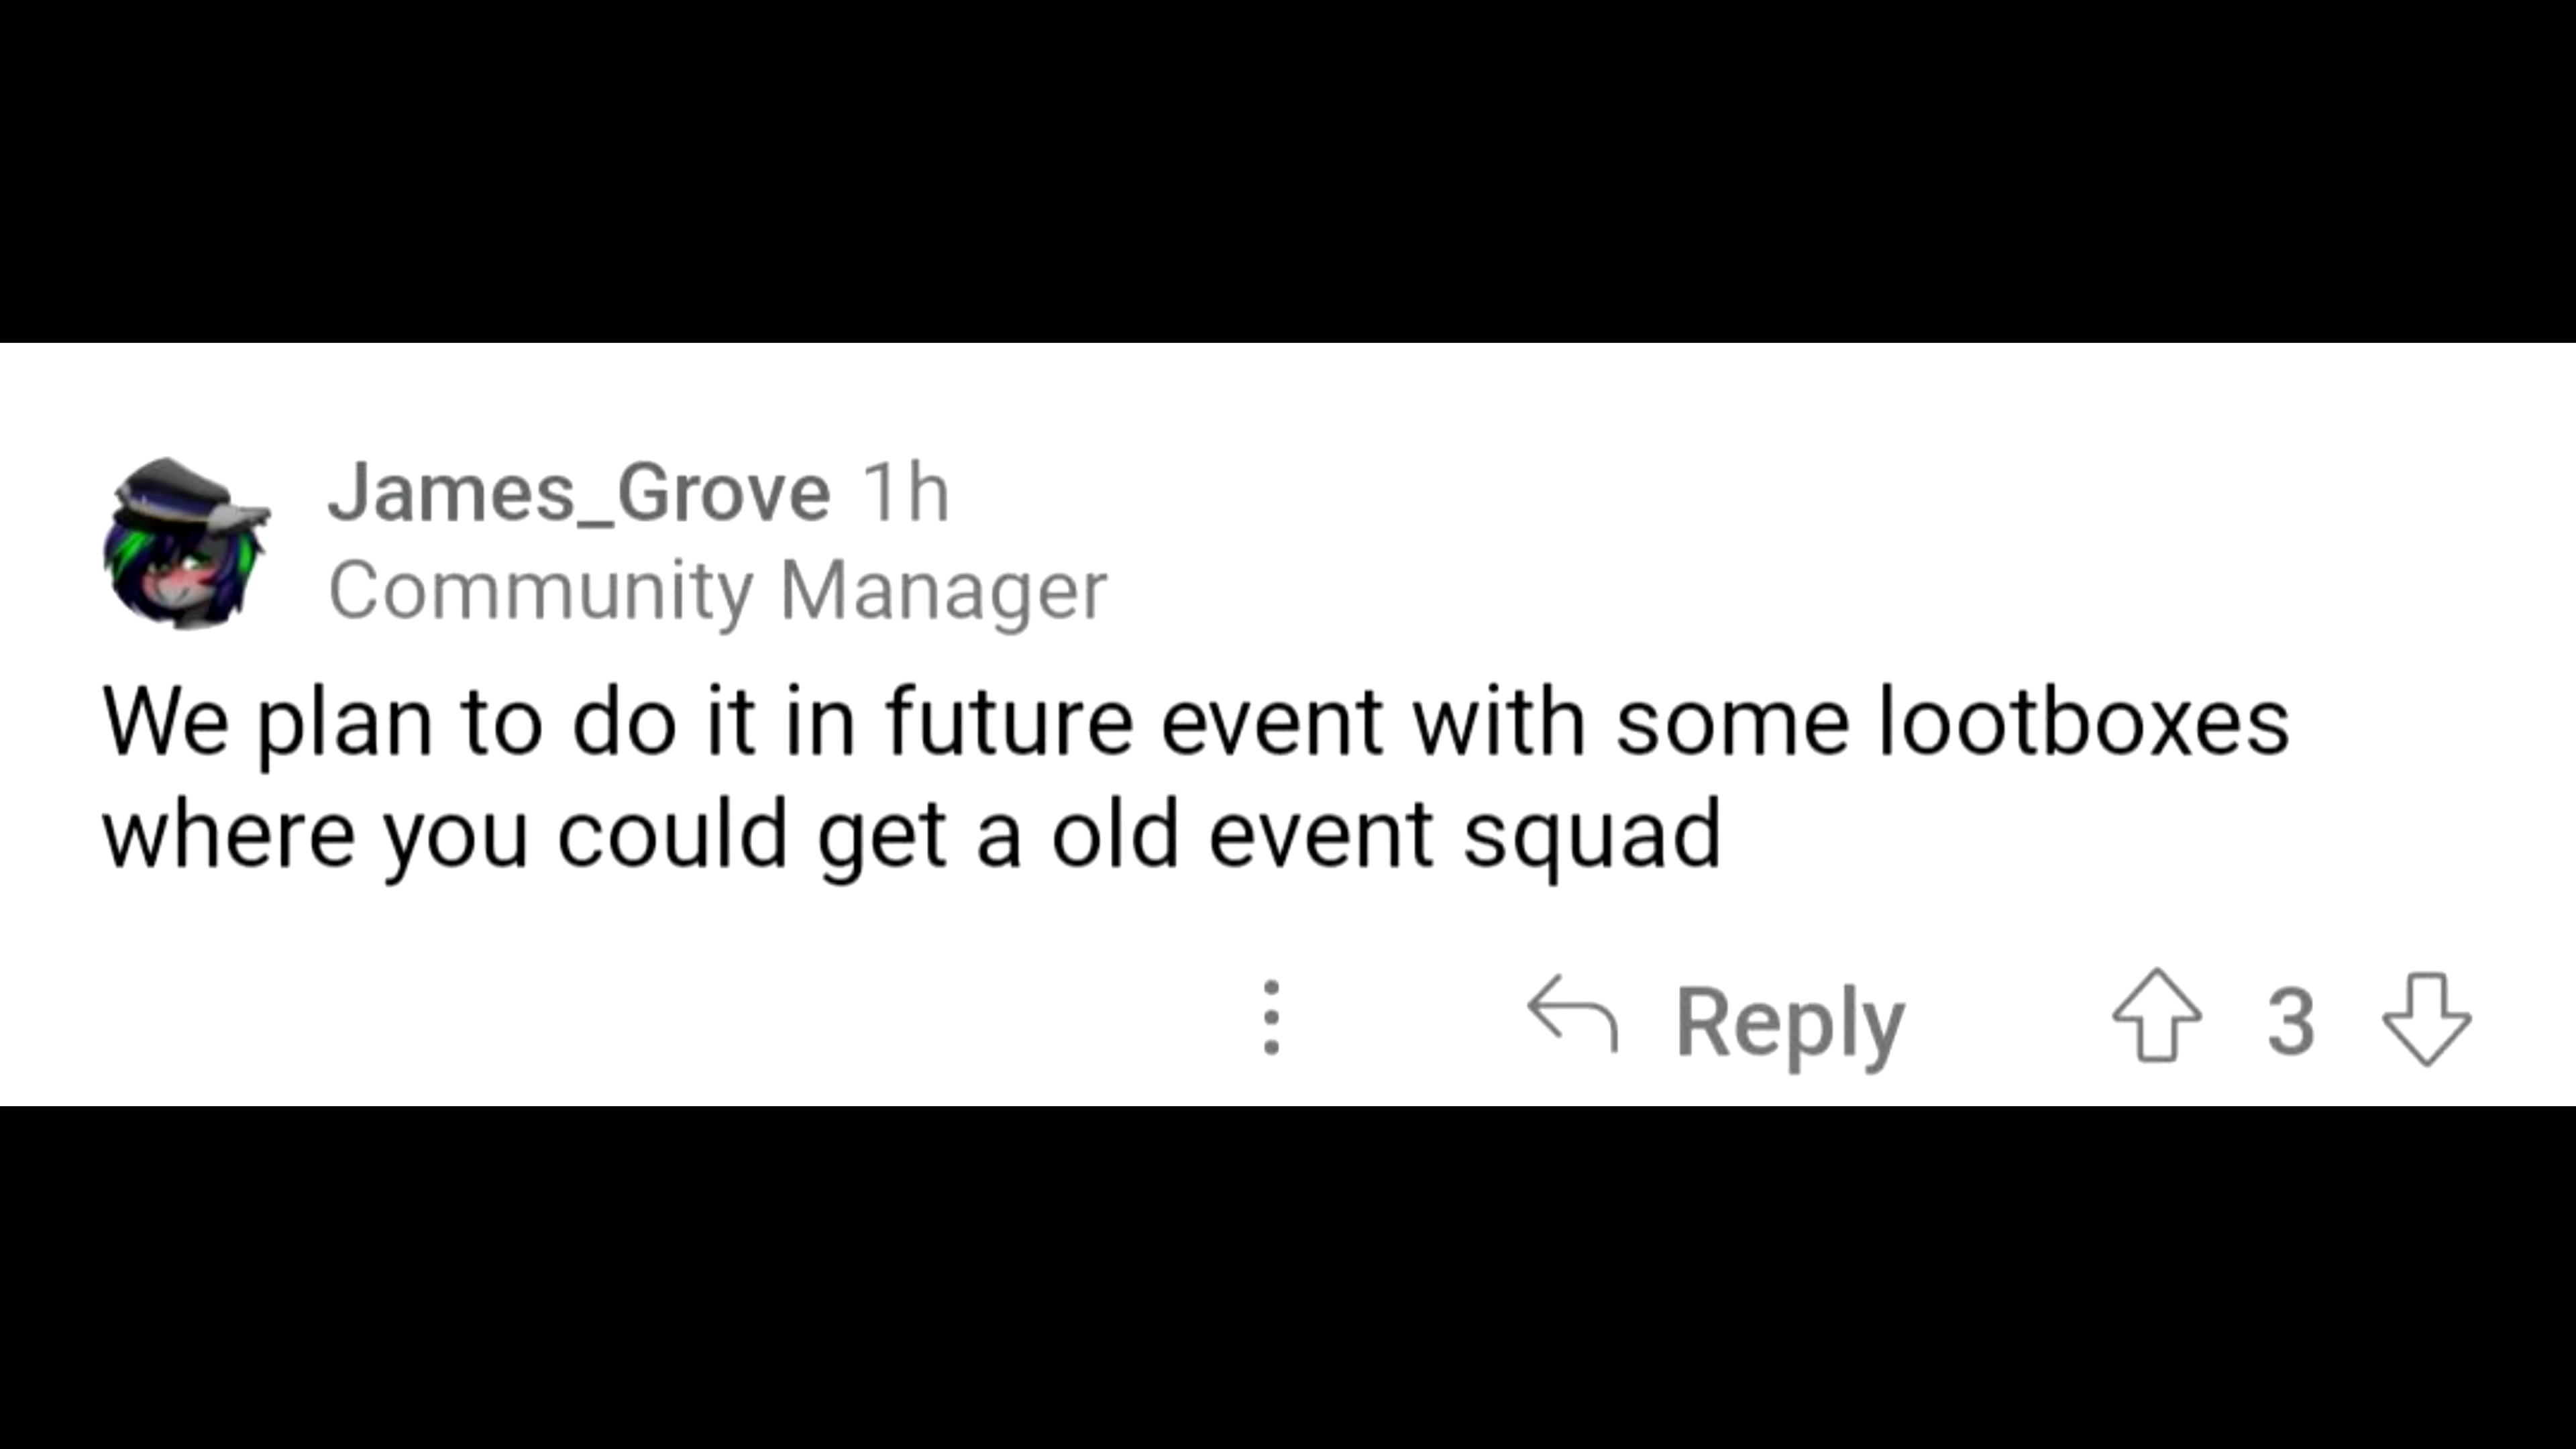 James_Grove 1h
Community Manager
We plan to do it in future event with some lootboxes
where you could get a old event squad
Reply 3